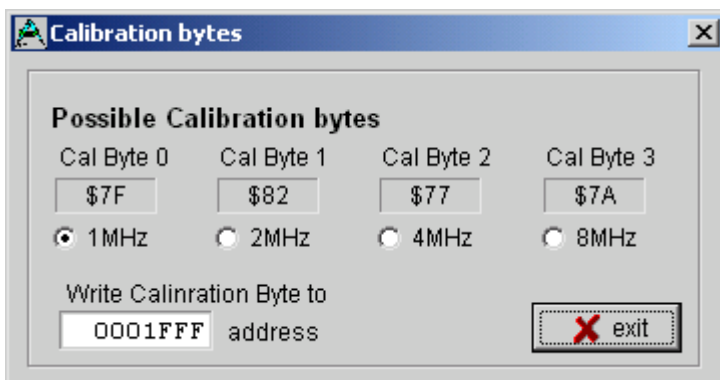 Calibration bytes
Possible Calibration bytes
Cal Byte 0 Cal Byte 1 Cal Byte 2 Cal Byte 3
$7F $82 $77 $7A
1MHz 2MHz 4MHz 8MHz
Write Calinration Byte to
0001FFF address
exit